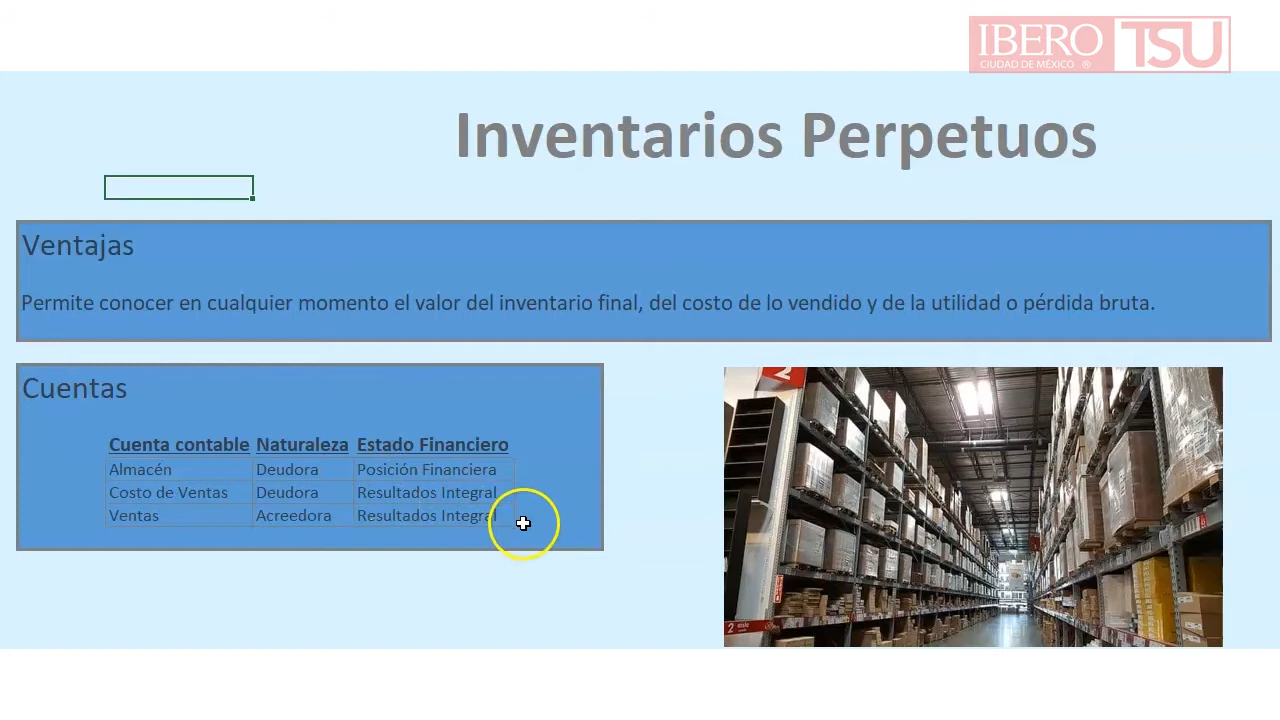 IBERO TSU
CIUDAD DE MÉXICO ®
Inventarios Perpetuos
Ventajas
Permite conocer en cualquier momento el valor del inventario final, del costo de lo vendido y de la utilidad o pérdida bruta.
Cuentas
Cuenta contable Naturaleza Estado Financiero
Almacén Deudora Posición Financiera
Costo de Ventas Deudora Resultados Integral
Ventas Acreedora Resultados Integral
2
2